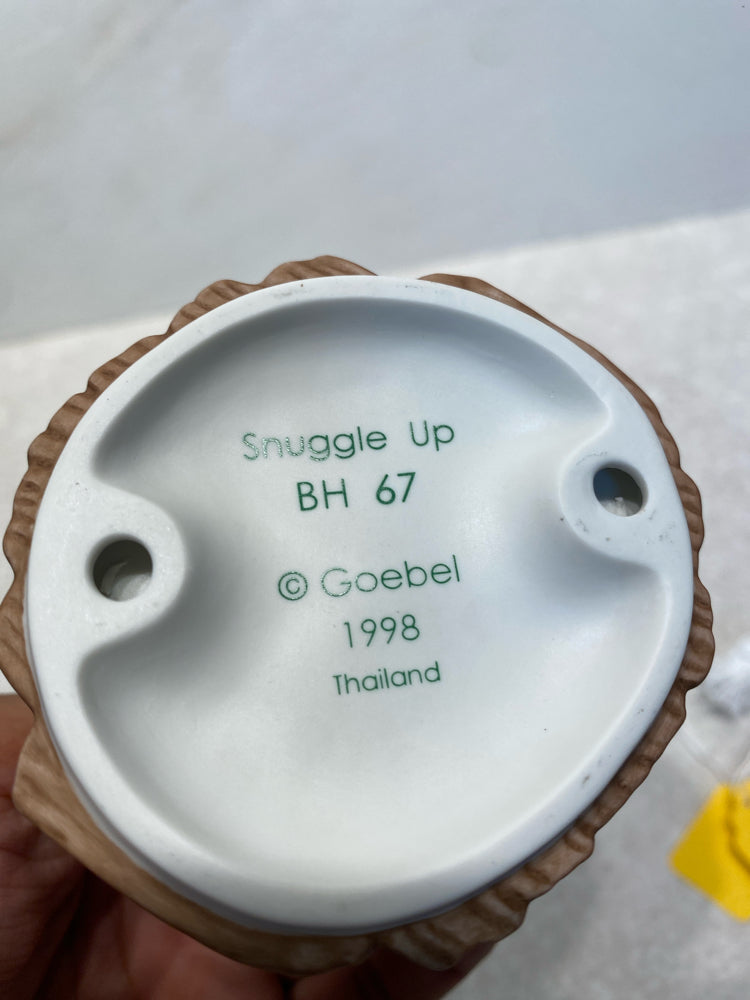 Snuggle Up
BH 67
© Goebel
1998
Thailand